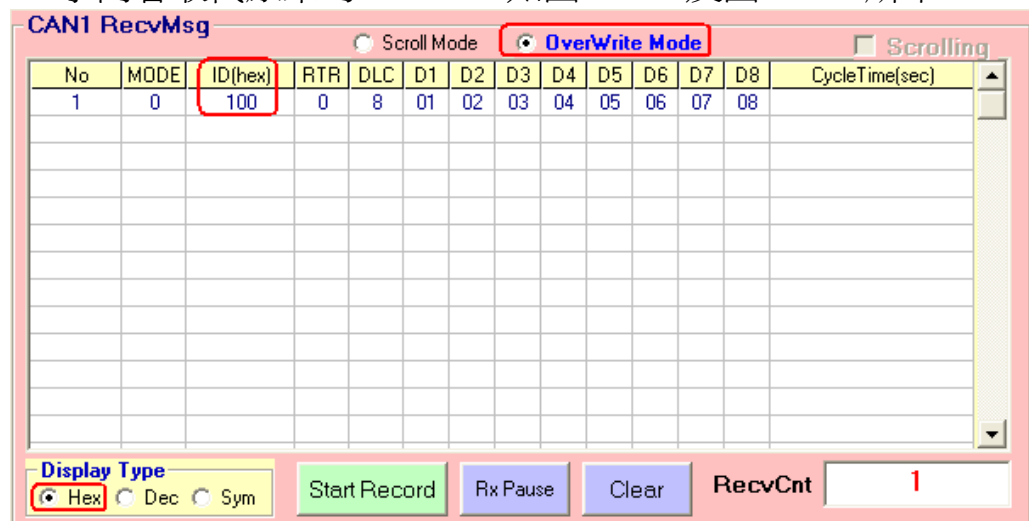 CAN1 RecvMsg
Scroll Mode OverWrite Mode Scrolling
No MODE ID(hex) RTR DLC D1 D2 D3 D4 D5 D6 D7 D8 CycleTime(sec)
1 0 100 0 8 01 02 03 04 05 06 07 08
Display Type
Hex Dec Sym Start Record Rx Pause Clear RecvCnt 1